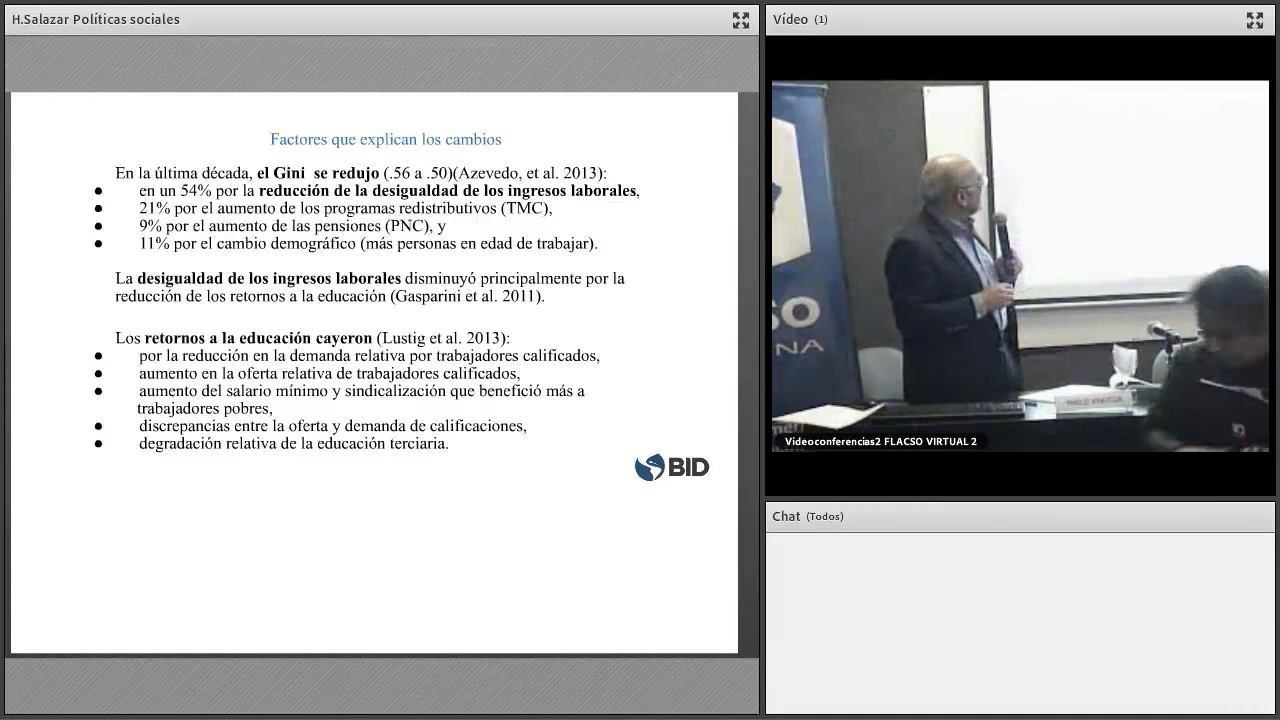 H.Salazar Políticas sociales
Factores que explican los cambios
En la última década, el Gini se redujo (.56 a .50)(Azevedo, et al. 2013):
● en un 54% por la reducción de la desigualdad de los ingresos laborales,
● 21% por el aumento de los programas redistributivos (TMC),
● 9% por el aumento de las pensiones (PNC), y
● 11% por el cambio demográfico (más personas en edad de trabajar).
La desigualdad de los ingresos laborales disminuyó principalmente por la
reducción de los retornos a la educación (Gasparini et al. 2011).
Los retornos a la educación cayeron (Lustig et al. 2013):
● por la reducción en la demanda relativa por trabajadores calificados,
● aumento en la oferta relativa de trabajadores calificados,
● aumento del salario mínimo y sindicalización que benefició más a
trabajadores pobres,
● discrepancias entre la oferta y demanda de calificaciones,
● degradación relativa de la educación terciaria.
BID
Vídeo (1)
SO
NA
Videoconferencias2 FLACSO VIRTUAL 2
Chat (Todos)